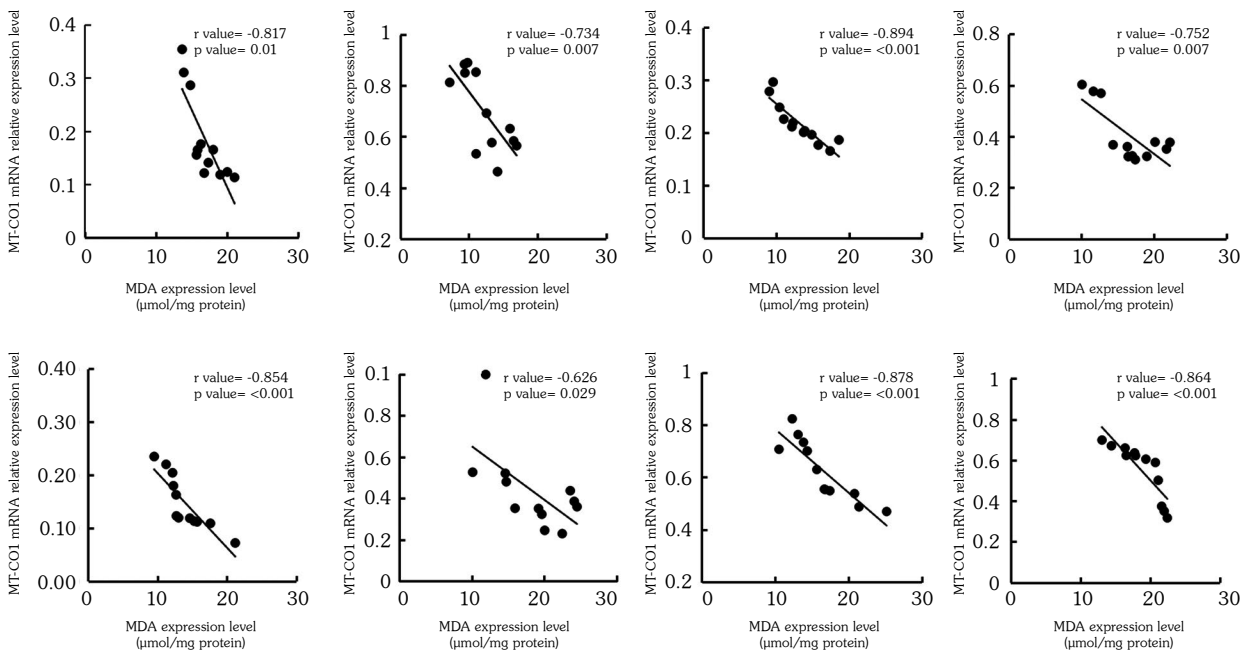 MT-CO1 mRNA relative expression level
0.4
0.3
0.2
0.1
0
0
10
20
30
r value= -0.817
p value= 0.01
MDA expression level
(μmol/mg protein)
MT-CO1 mRNA relative expression level
1
0.8
0.6
0.4
0.2
0
10
20
30
r value= -0.734
p value= 0.007
MDA expression level
(μmol/mg protein)
MT-CO1 mRNA relative expression level
0.4
0.3
0.2
0.1
0
0
10
20
30
r value= -0.894
p value= <0.001
MDA expression level
(μmol/mg protein)
MT-CO1 mRNA relative expression level
0.8
0.6
0.4
0.2
0
0
10
20
30
r value= -0.752
p value= 0.007
MDA expression level
(μmol/mg protein)
MT-CO1 mRNA relative expression level
0.40
0.30
0.20
0.10
0.00
0
10
20
30
r value= -0.854
p value= <0.001
MDA expression level
(μmol/mg protein)
MT-CO1 mRNA relative expression level
0.1
0.8
0.6
0.4
0.2
0
0
10
20
30
r value= -0.626
p value= 0.029
MDA expression level
(μmol/mg protein)
MT-CO1 mRNA relative expression level
1
0.8
0.6
0.4
0.2
0
10
20
30
r value= -0.878
p value= <0.001
MDA expression level
(μmol/mg protein)
MT-CO1 mRNA relative expression level
1
0.8
0.6
0.4
0.2
0
0
10
20
30
r value= -0.864
p value= <0.001
MDA expression level
(μmol/mg protein)